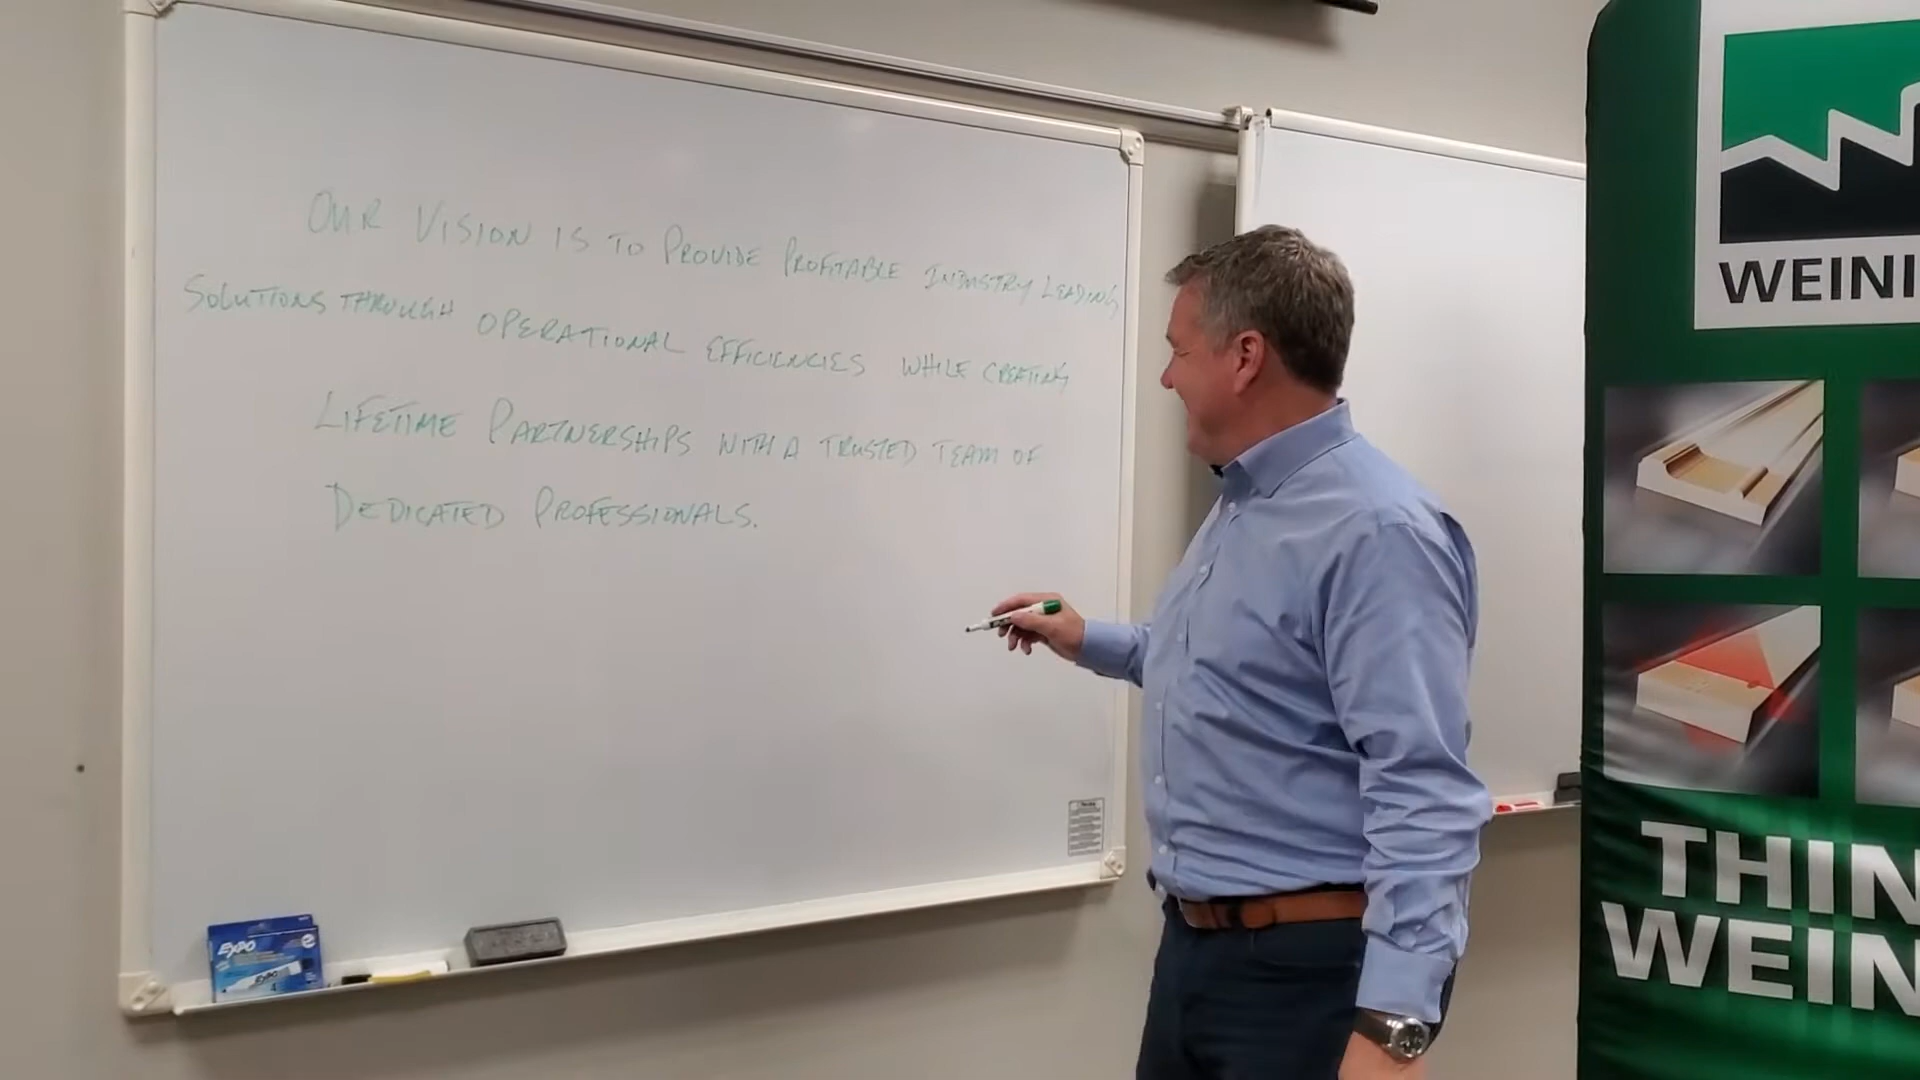 OUR VISION IS TO PROVIDE PROFITABLE INDUSTRY LEADING
SOLUTIONS THROUGH OPERATIONAL EFFICIENCIES WHILE CREATING
LIFETIME PARTNERSHIPS WITH A TRUSTED TEAM OF
DEDICATED PROFESSIONALS.
WEINI
THIN
WEIN
EXPO
EXPO